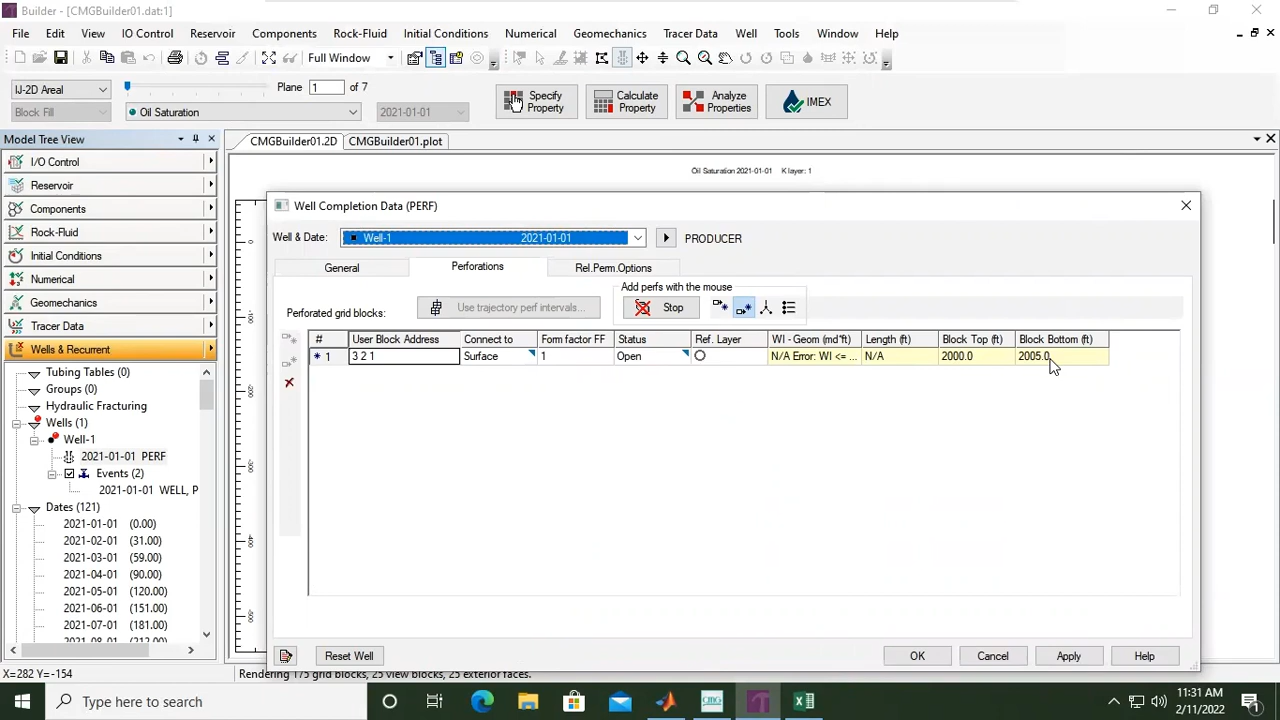 Builder - [CMGBuilder01.dat:1]
File Edit View IO Control Reservoir Components Rock-Fluid Initial Conditions Numerical Geomechanics Tracer Data Well Tools Window Help
Full Window
IJ-2D Areal Plane 1 of 7 Specify Property Calculate Property Analyze Properties IMEX
Block Fill Oil Saturation 2021-01-01
Model Tree View CMGBuilder01.2D CMGBuilder01.plot
I/O Control
Oil Saturation 2021-01-01 K layer: 1
Reservoir
Components
Rock-Fluid
Initial Conditions
Numerical
Geomechanics
Tracer Data
Wells & Recurrent
Tubing Tables (0)
Groups (0)
Hydraulic Fracturing
Wells (1)
Well-1
2021-01-01 PERF
Events (2)
2021-01-01 WELL, P
Dates (121)
2021-01-01 (0.00)
2021-02-01 (31.00)
2021-03-01 (59.00)
2021-04-01 (90.00)
2021-05-01 (120.00)
2021-06-01 (151.00)
2021-07-01 (181.00)
2021-08-01 (212.00)
Well Completion Data (PERF)
Well & Date: Well-1 2021-01-01 PRODUCER
General Perforations Rel.Perm.Options
Add perfs with the mouse
Perforated grid blocks: Use trajectory perf intervals... Stop
# User Block Address Connect to Form factor FF Status Ref. Layer WI - Geom (md*ft) Length (ft) Block Top (ft) Block Bottom (ft)
* 1 3 2 1 Surface 1 Open N/A Error: WI <= ... N/A 2000.0 2005.0
Reset Well OK Cancel Apply Help
X=282 Y=-154 Rendering 175 grid blocks, 25 view blocks, 25 exterior faces.
Type here to search
11:31 AM
2/11/2022